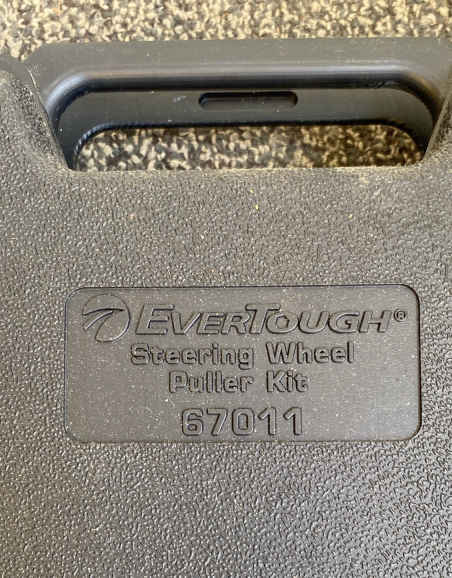 EVERTOUGH®
Steering Wheel
Puller Kit
67011